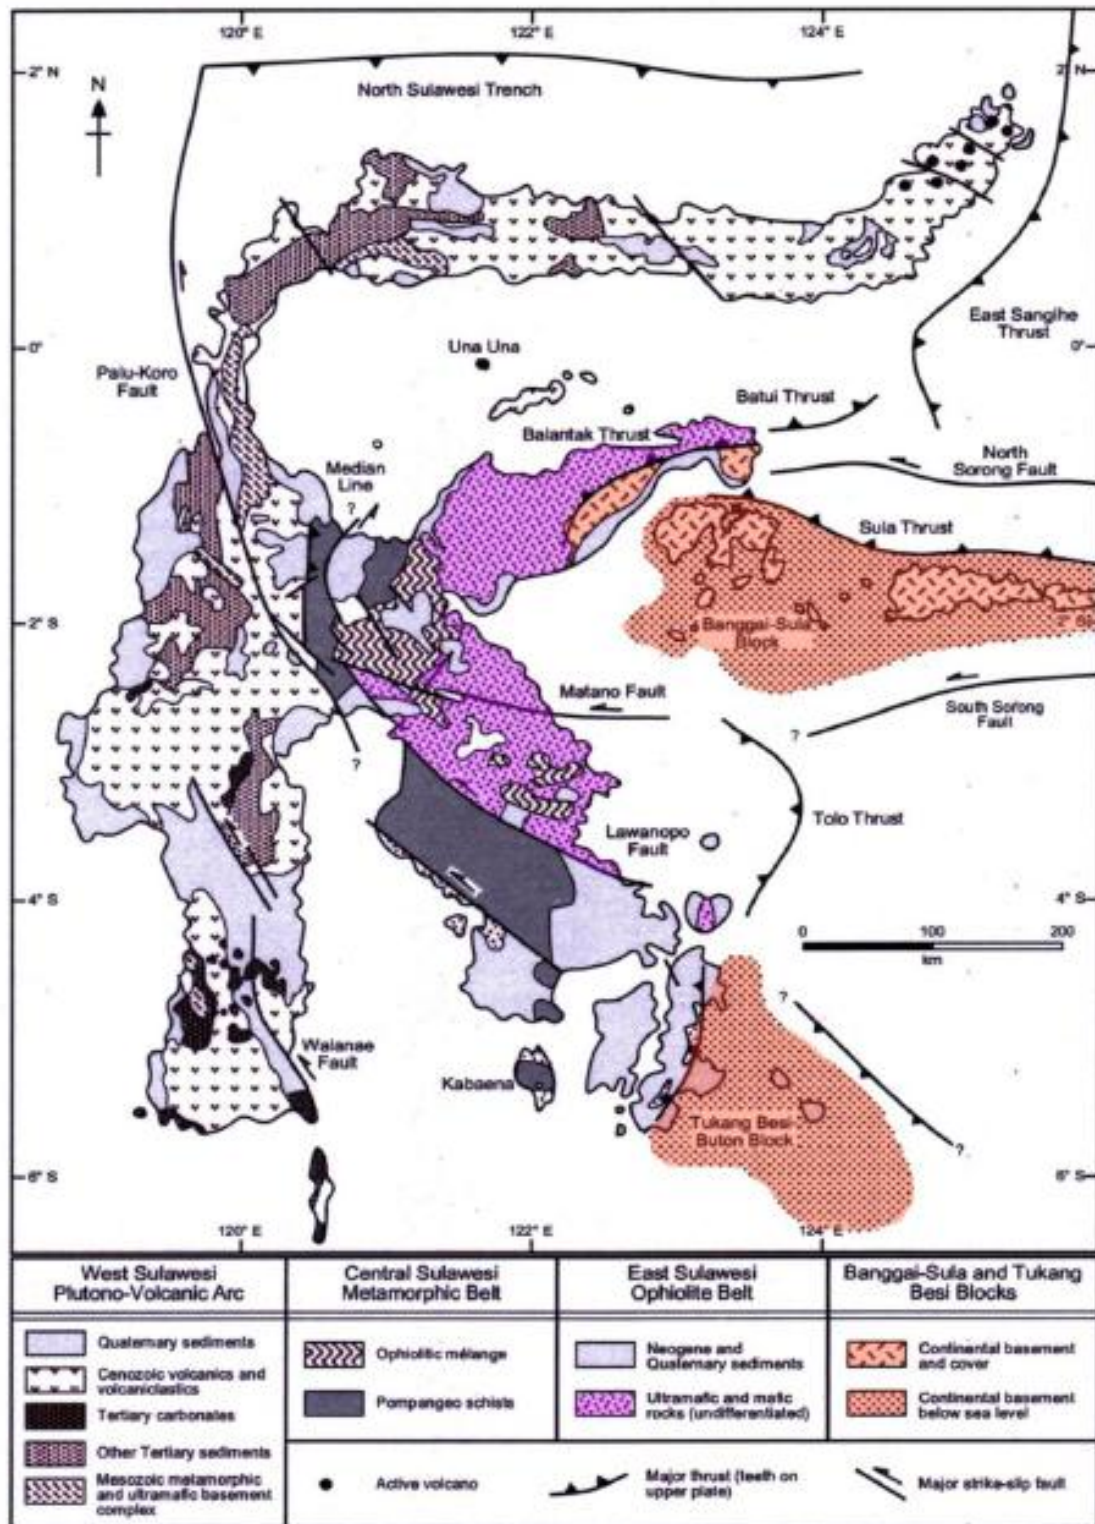 120° E
122° E
124° E
2° N
2° N
N
North Sulawesi Trench
East Sangihe
Thrust
0°
0°
Una Una
Palu-Koro
Fault
Batui Thrust
Balantak Thrust
North
Sorong Fault
Median
Line
?
Sula Thrust
2° S
2° S
Banggai-Sula
Block
Matano Fault
South Sorong
Fault
?
?
Tolo Thrust
Lawanopo
Fault
4° S
4° S
0
100
200
km
?
Walanae
Fault
Kabaena
Tukang Besi
Buton Block
?
6° S
6° S
120° E
122° E
124° E
West Sulawesi
Plutono-Volcanic Arc
Quaternary sediments
Cenozoic volcanics and
volcaniclastics
Tertiary carbonates
Other Tertiary sediments
Mesozoic metamorphic
and ultramafic basement
complex
Central Sulawesi
Metamorphic Belt
Ophiolitic mélange
Pompangeo schists
East Sulawesi
Ophiolite Belt
Neogene and
Quaternary sediments
Ultramafic and mafic
rocks (undifferentiated)
Banggai-Sula and Tukang
Besi Blocks
Continental basement
and cover
Continental basement
below sea level
Active volcano
Major thrust (teeth on
upper plate)
Major strike-slip fault